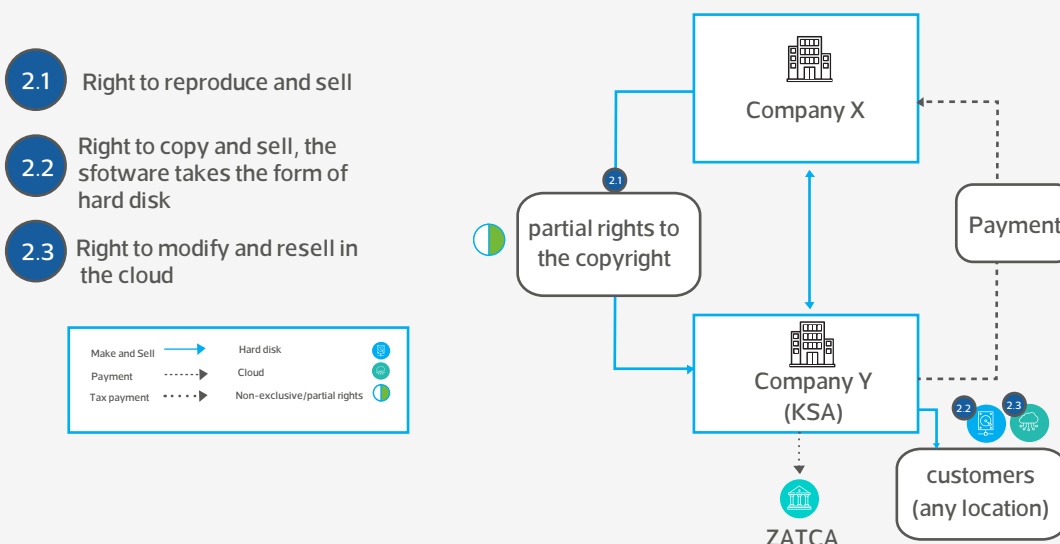 2.1
Right to reproduce and sell
2.2
Right to copy and sell, the
sfotware takes the form of
hard disk
2.3
Right to modify and resell in
the cloud
Make and Sell
Hard disk
Payment
Cloud
Tax payment
Non-exclusive/partial rights
Company X
2.1
partial rights to
the copyright
Payment
Company Y
(KSA)
2.2
2.3
customers
(any location)
ZATCA